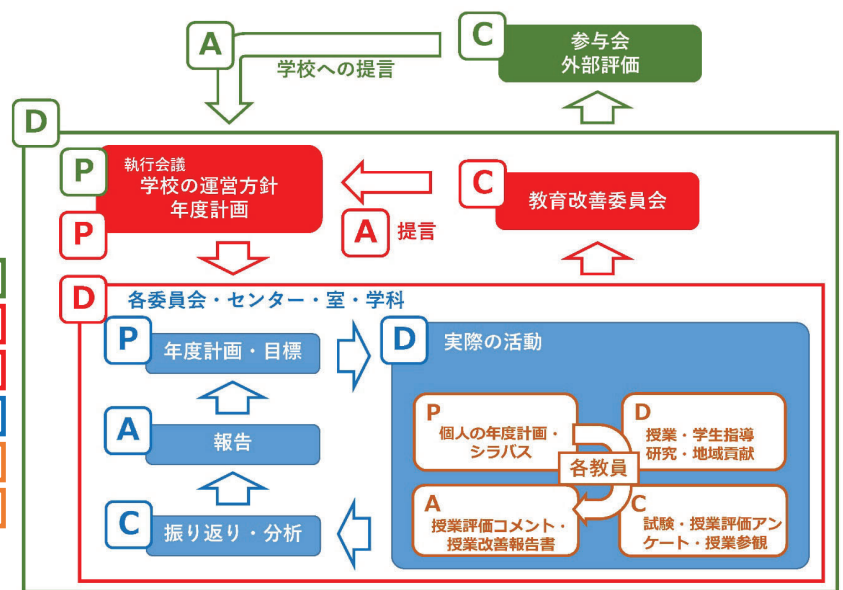 A
学校への提言
C
参与会
外部評価
D
P
執行会議
学校の運営方針
年度計画
P
A
提言
C
教育改善委員会
D
各委員会・センター・室・学科
P
年度計画・目標
A
報告
C
振り返り・分析
D
実際の活動
P
個人の年度計画・
シラバス
D
授業・学生指導
研究・地域貢献
各教員
A
授業評価コメント・
授業改善報告書
C
試験・授業評価アン
ケート・授業参観